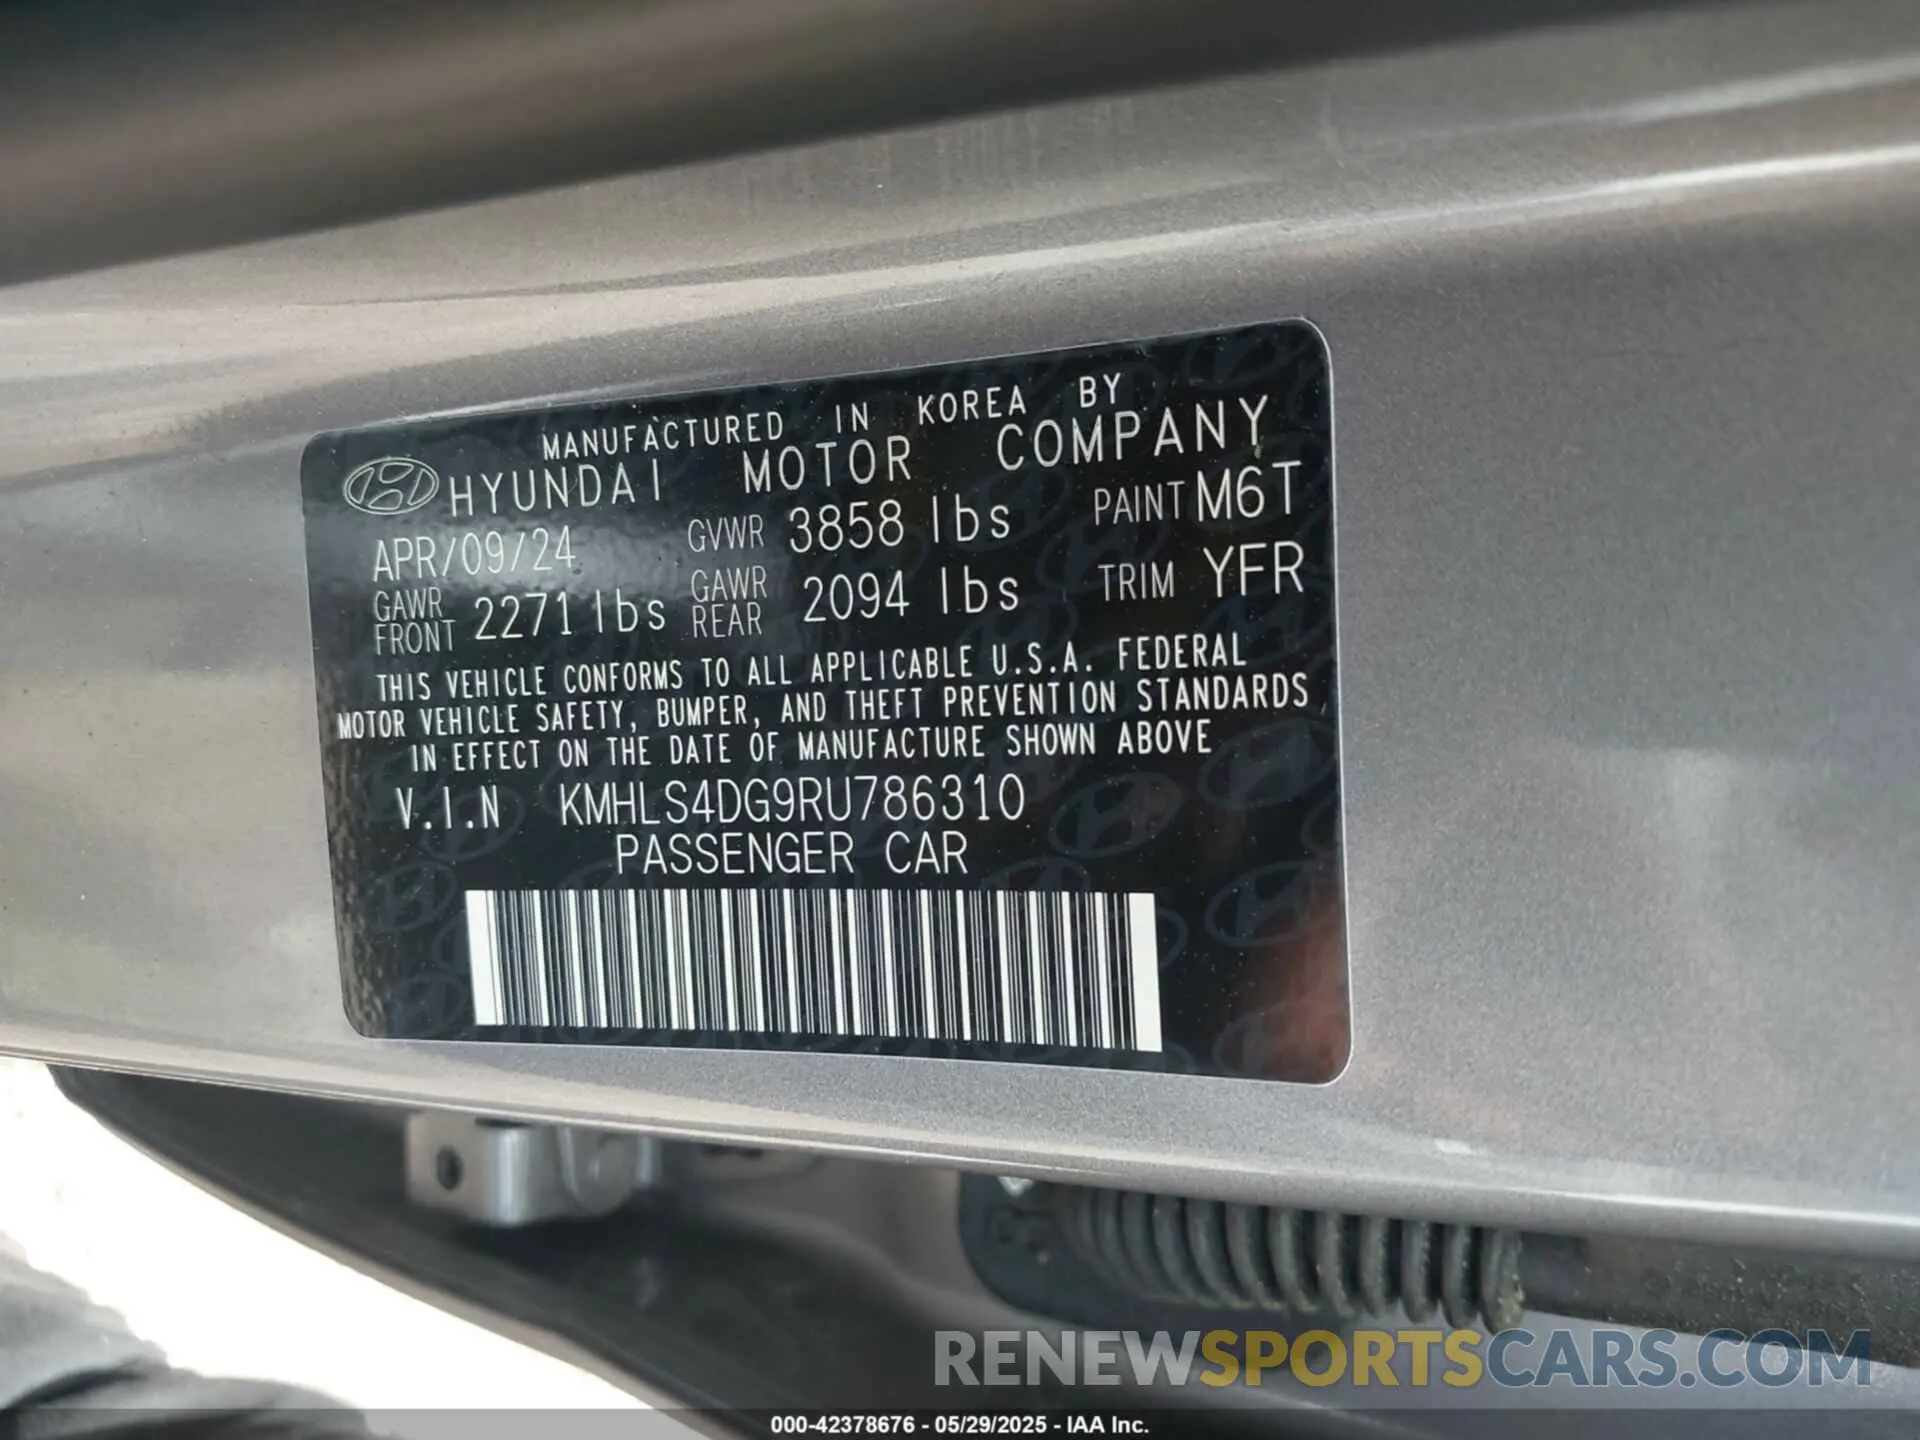 MANUFACTURED IN KOREA BY
HYUNDAI MOTOR COMPANY
APR/09/24 GVWR 3858 lbs PAINT M6T
GAWR FRONT 2271 lbs GAWR REAR 2094 lbs TRIM YFR
THIS VEHICLE CONFORMS TO ALL APPLICABLE U.S.A. FEDERAL
MOTOR VEHICLE SAFETY, BUMPER, AND THEFT PREVENTION STANDARDS
IN EFFECT ON THE DATE OF MANUFACTURE SHOWN ABOVE
V.I.N KMHLS4DG9RU786310
PASSENGER CAR
RENEWSPORTSCARS.COM
000-42378676 - 05/29/2025 - IAA Inc.